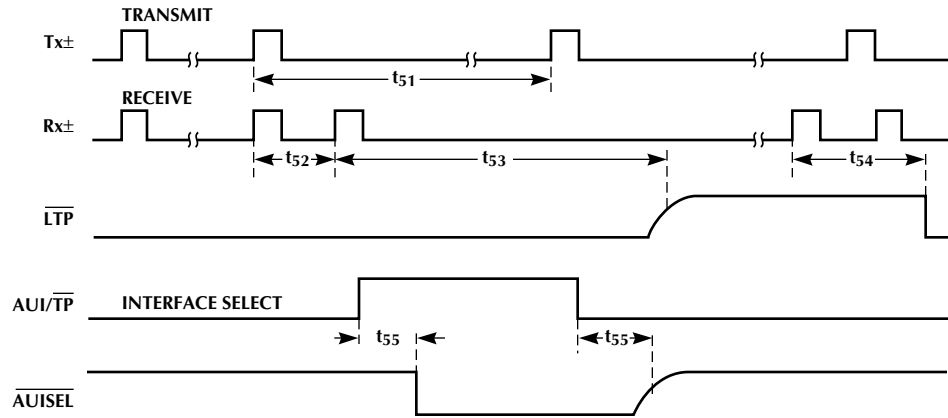 TRANSMIT
Tx±
t51
RECEIVE
Rx±
t52
t53
t54
LTP
AUI/TP
INTERFACE SELECT
t55
t55
AUISEL